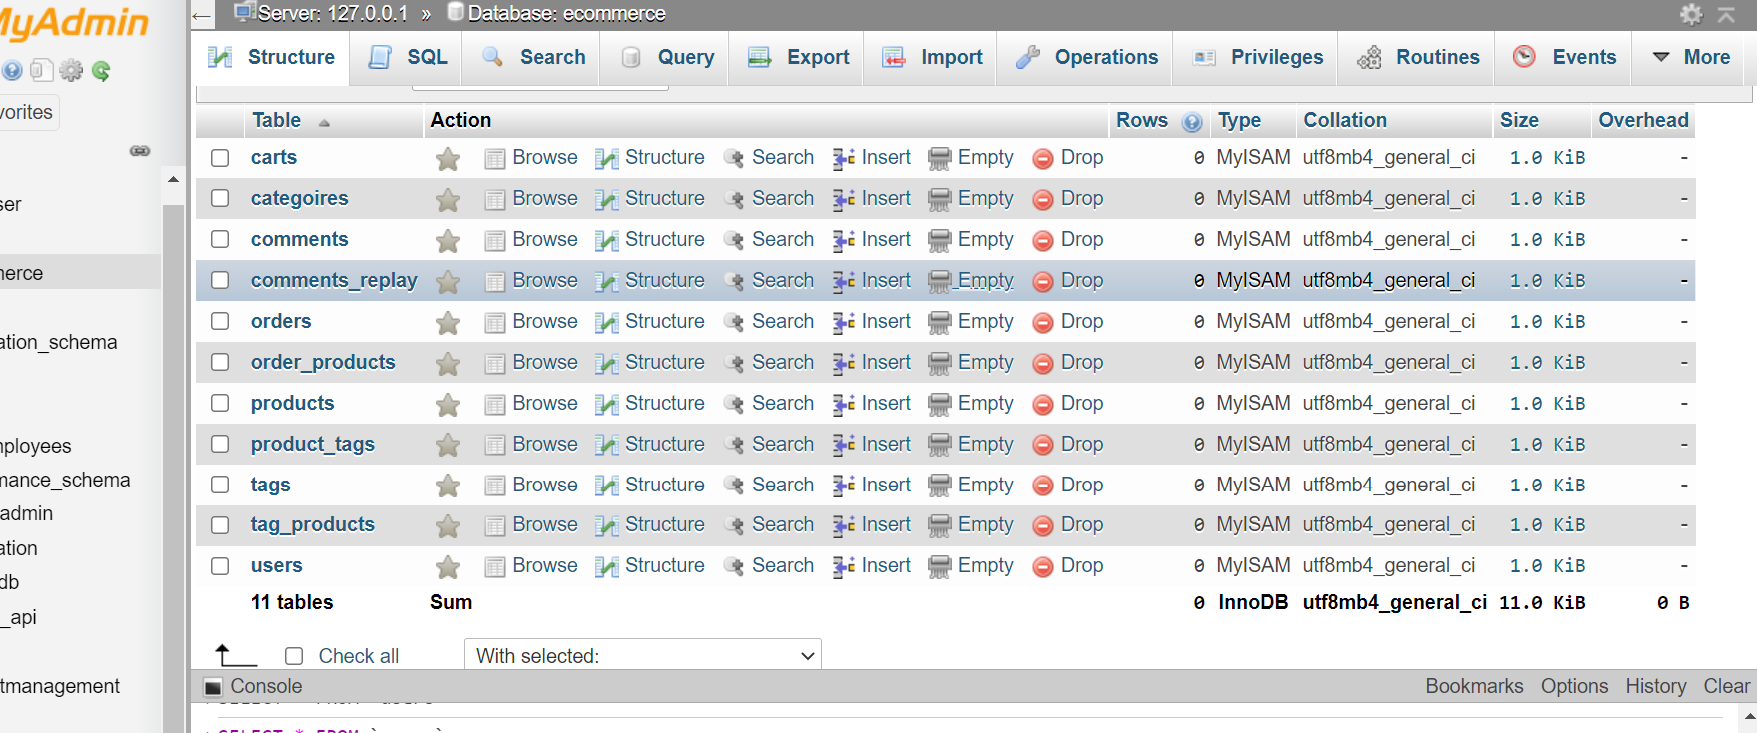 MyAdmin
Server: 127.0.0.1 » Database: ecommerce
Structure SQL Search Query Export Import Operations Privileges Routines Events More
vorites
ser
merce
ation_schema
nployees
mance_schema
admin
ation
db
_api
tmanagement
Table Action Rows Type Collation Size Overhead
carts Browse Structure Search Insert Empty Drop 0 MyISAM utf8mb4_general_ci 1.0 KiB -
categoires Browse Structure Search Insert Empty Drop 0 MyISAM utf8mb4_general_ci 1.0 KiB -
comments Browse Structure Search Insert Empty Drop 0 MyISAM utf8mb4_general_ci 1.0 KiB -
comments_replay Browse Structure Search Insert Empty Drop 0 MyISAM utf8mb4_general_ci 1.0 KiB -
orders Browse Structure Search Insert Empty Drop 0 MyISAM utf8mb4_general_ci 1.0 KiB -
order_products Browse Structure Search Insert Empty Drop 0 MyISAM utf8mb4_general_ci 1.0 KiB -
products Browse Structure Search Insert Empty Drop 0 MyISAM utf8mb4_general_ci 1.0 KiB -
product_tags Browse Structure Search Insert Empty Drop 0 MyISAM utf8mb4_general_ci 1.0 KiB -
tags Browse Structure Search Insert Empty Drop 0 MyISAM utf8mb4_general_ci 1.0 KiB -
tag_products Browse Structure Search Insert Empty Drop 0 MyISAM utf8mb4_general_ci 1.0 KiB -
users Browse Structure Search Insert Empty Drop 0 MyISAM utf8mb4_general_ci 1.0 KiB -
11 tables Sum 0 InnoDB utf8mb4_general_ci 11.0 KiB 0 B
Check all With selected:
Console Bookmarks Options History Clear
SELECT * FROM